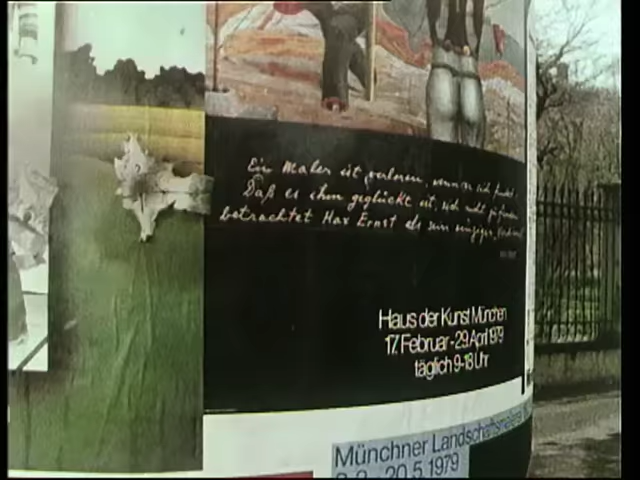 Ein Maler ist verloren, wenn er sich findet.
Daß es ihm geglückt ist, sich nicht zu finden,
betrachtet Max Ernst als sein einziges
Haus der Kunst München
17. Februar - 29. April 1979
täglich 9-18 Uhr
Münchner Landschaftsmalerei
20.5.1979